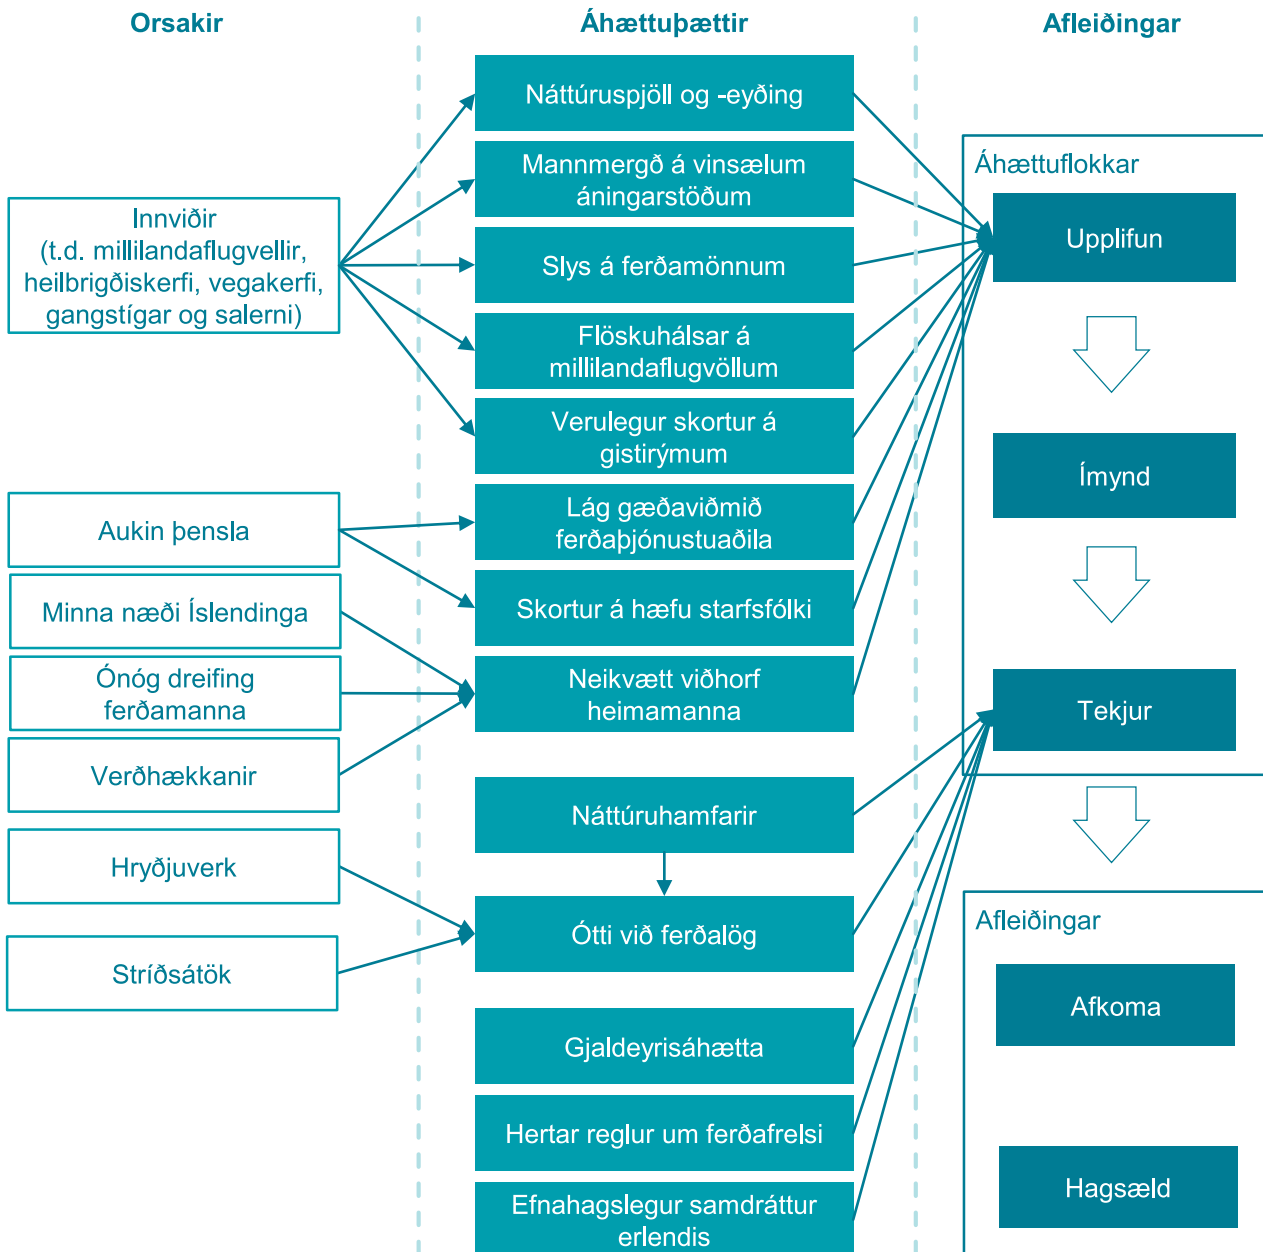 Orsakir
Áhættuþættir
Afleiðingar
Innviðir
(t.d. millilandaflugvellir,
heilbrigðiskerfi, vegakerfi,
gangstígar og salerni)
Aukin þensla
Minna næði Íslendinga
Ónóg dreifing
ferðamanna
Verðhækkanir
Hryðjuverk
Stríðsátök
Náttúruspjöll og -eyðing
Mannmergð á vinsælum
áningarstöðum
Slys á ferðamönnum
Flöskuhálsar á
millilandaflugvöllum
Verulegur skortur á
gistirýmum
Lág gæðaviðmið
ferðaþjónustuaðila
Skortur á hæfu starfsfólki
Neikvætt viðhorf
heimamanna
Náttúruhamfarir
Ótti við ferðalög
Gjaldeyrisáhætta
Hertar reglur um ferðafrelsi
Efnahagslegur samdráttur
erlendis
Áhættuflokkar
Upplifun
Ímynd
Tekjur
Afleiðingar
Afkoma
Hagsæld